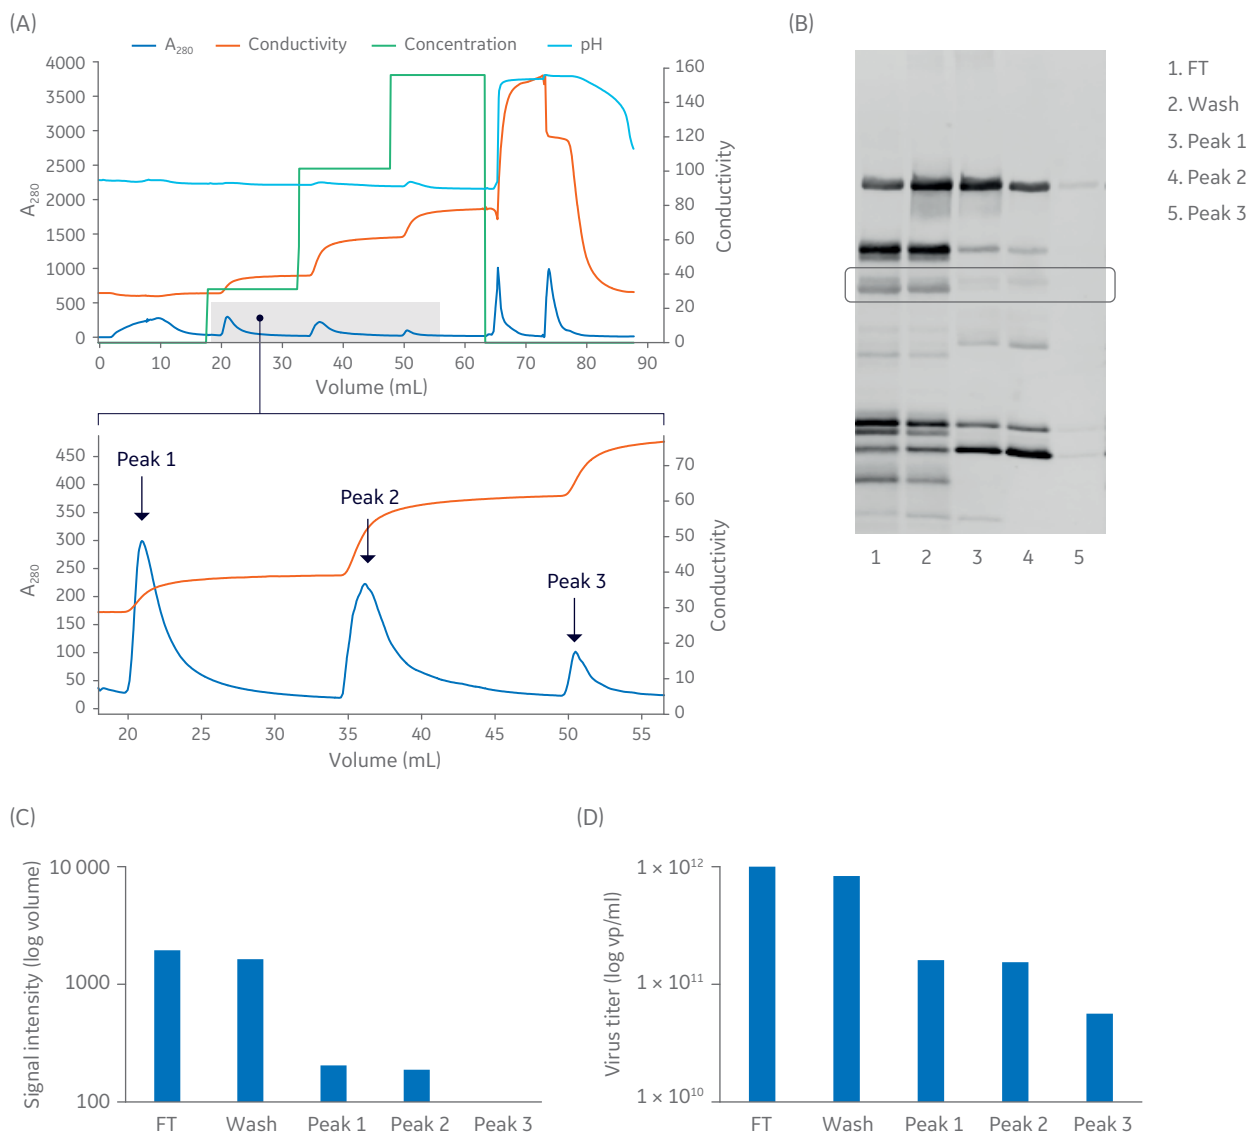 (A)
A280 Conductivity Concentration pH
4000
3500
3000
2500
2000
1500
1000
500
0
A280
160
140
120
100
80
60
40
20
0
Conductivity
0 10 20 30 40 50 60 70 80 90
Volume (mL)
450
400
350
300
250
200
150
100
50
0
A280
Peak 1
Peak 2
Peak 3
70
60
50
40
30
20
10
0
Conductivity
20 25 30 35 40 45 50 55
Volume (mL)
(B)
1. FT
2. Wash
3. Peak 1
4. Peak 2
5. Peak 3
1 2 3 4 5
(C)
Signal intensity (log volume)
10 000
1000
100
FT Wash Peak 1 Peak 2 Peak 3
(D)
Virus titer (log vp/ml)
1 × 10¹²
1 × 10¹¹
1 × 10¹⁰
FT Wash Peak 1 Peak 2 Peak 3